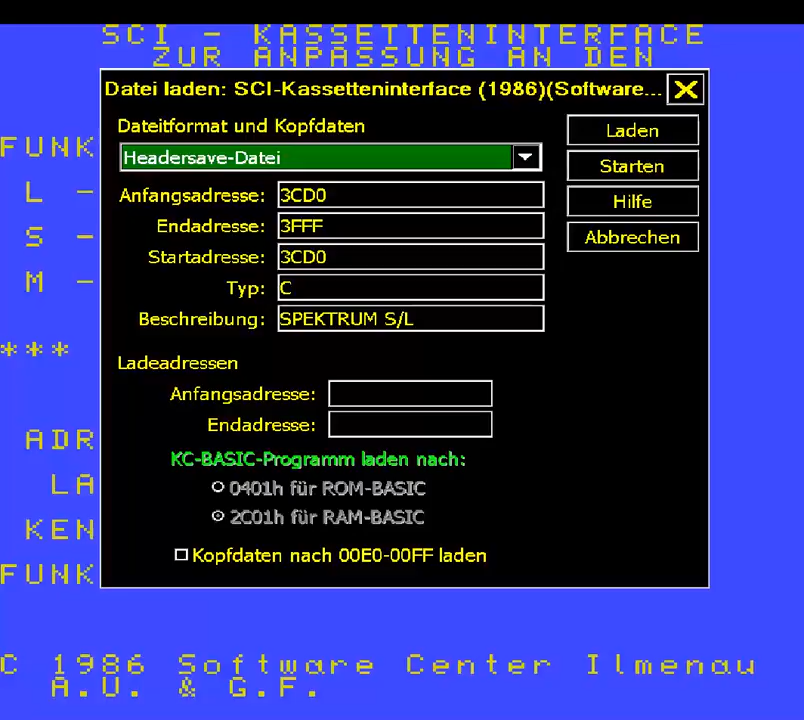 SCI - KASSETTENINTERFACE
ZUR ANPASSUNG AN DEN
Datei laden: SCI-Kassetteninterface (1986)(Software...
Dateitformat und Kopfdaten
Headersave-Datei
Laden
Anfangsadresse: 3CD0
Starten
Endadresse: 3FFF
Hilfe
Startadresse: 3CD0
Abbrechen
Typ: C
Beschreibung: SPEKTRUM S/L
Ladeadressen
Anfangsadresse:
Endadresse:
KC-BASIC-Programm laden nach:
0401h für ROM-BASIC
2C01h für RAM-BASIC
Kopfdaten nach 00E0-00FF laden
FUNK
L -
S -
M -
***
ADR
LA
KEN
FUNK
C 1986 Software Center Ilmenau
A.U. & G.F.